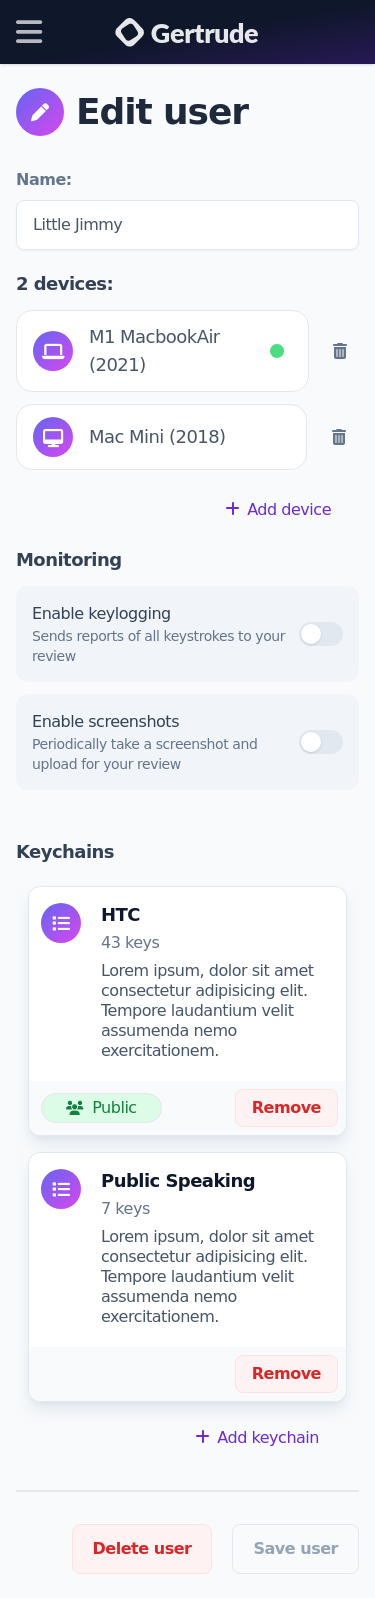 Gertrude
Edit user
Name:
Little Jimmy
2 devices:
M1 MacbookAir
(2021)
Mac Mini (2018)
+ Add device
Monitoring
Enable keylogging
Sends reports of all keystrokes to your
review
Enable screenshots
Periodically take a screenshot and
upload for your review
Keychains
HTC
43 keys
Lorem ipsum, dolor sit amet
consectetur adipisicing elit.
Tempore laudantium velit
assumenda nemo
exercitationem.
Public
Remove
Public Speaking
7 keys
Lorem ipsum, dolor sit amet
consectetur adipisicing elit.
Tempore laudantium velit
assumenda nemo
exercitationem.
Remove
+ Add keychain
Delete user
Save user